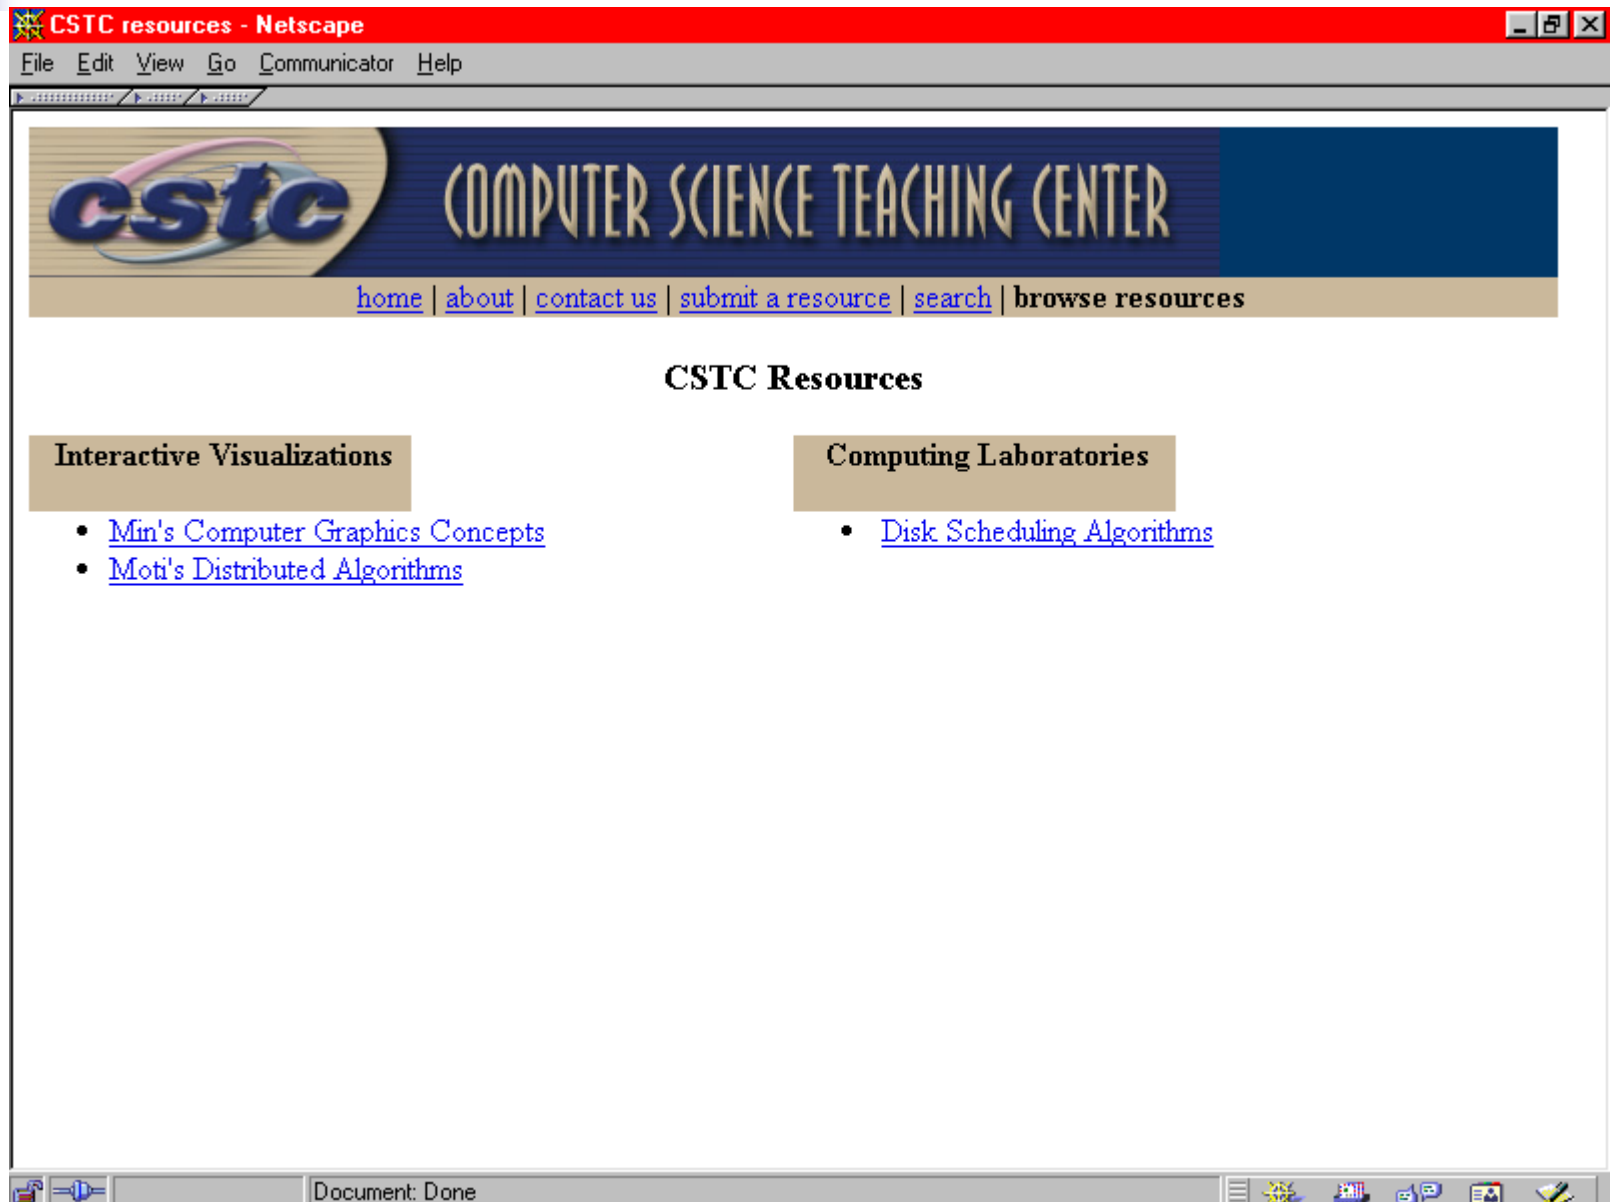 CSTC resources - Netscape
File Edit View Go Communicator Help
cstc COMPUTER SCIENCE TEACHING CENTER
home | about | contact us | submit a resource | search | browse resources
CSTC Resources
Interactive Visualizations
• Min's Computer Graphics Concepts
• Moti's Distributed Algorithms
Computing Laboratories
• Disk Scheduling Algorithms
Document: Done